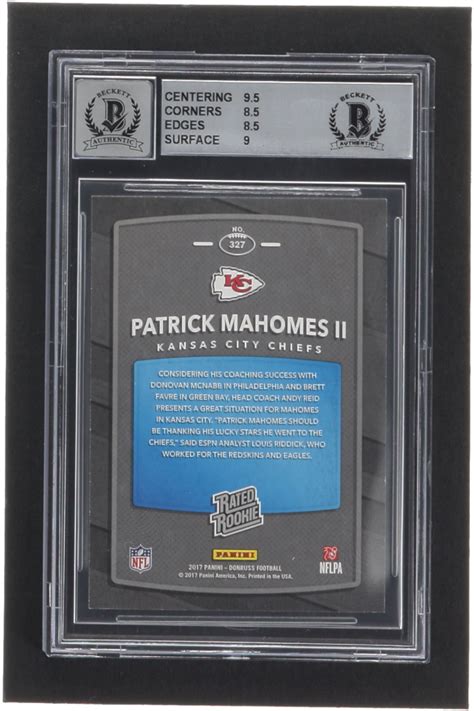 BECKETT
B
AUTHENTIC
CENTERING 9.5
CORNERS 8.5
EDGES 8.5
SURFACE 9
BECKETT
B
AUTHENTIC
NO.
327
KC
PATRICK MAHOMES II
KANSAS CITY CHIEFS
CONSIDERING HIS COACHING SUCCESS WITH
DONOVAN MCNABB IN PHILADELPHIA AND BRETT
FAVRE IN GREEN BAY, HEAD COACH ANDY REID
PRESENTS A GREAT SITUATION FOR MAHOMES
IN KANSAS CITY. "PATRICK MAHOMES SHOULD
BE THANKING HIS LUCKY STARS HE WENT TO THE
CHIEFS," SAID ESPN ANALYST LOUIS RIDDICK, WHO
WORKED FOR THE REDSKINS AND EAGLES.
RATED
ROOKIE
NFL
PANINI
NFLPA
2017 PANINI - DONRUSS FOOTBALL
© 2017 Panini America, Inc. Printed in the USA.